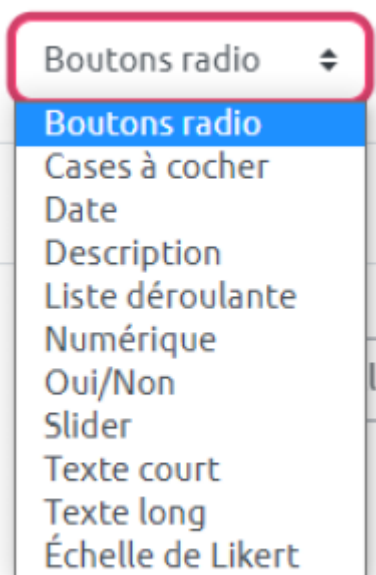 Boutons radio
Boutons radio
Cases à cocher
Date
Description
Liste déroulante
Numérique
Oui/Non
Slider
Texte court
Texte long
Échelle de Likert